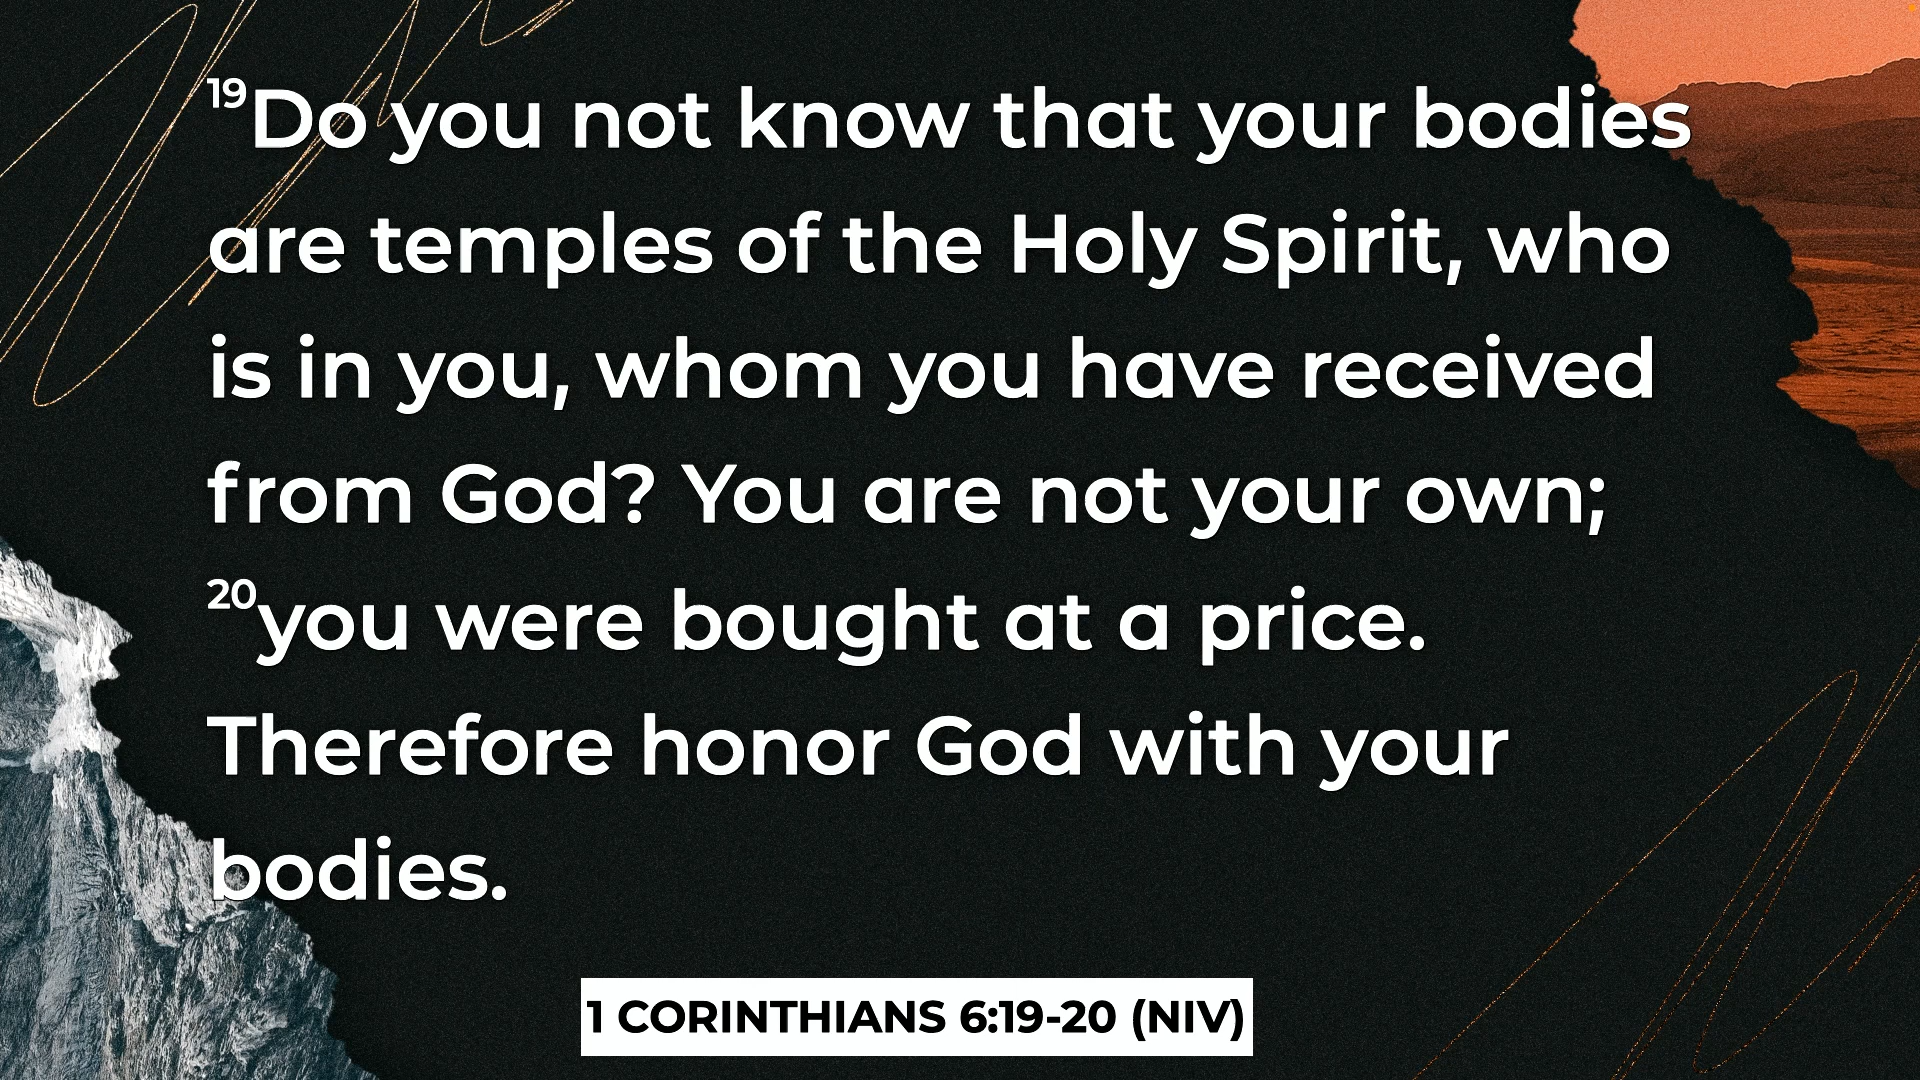 19Do you not know that your bodies
are temples of the Holy Spirit, who
is in you, whom you have received
from God? You are not your own;
20you were bought at a price.
Therefore honor God with your
bodies.
1 CORINTHIANS 6:19-20 (NIV)